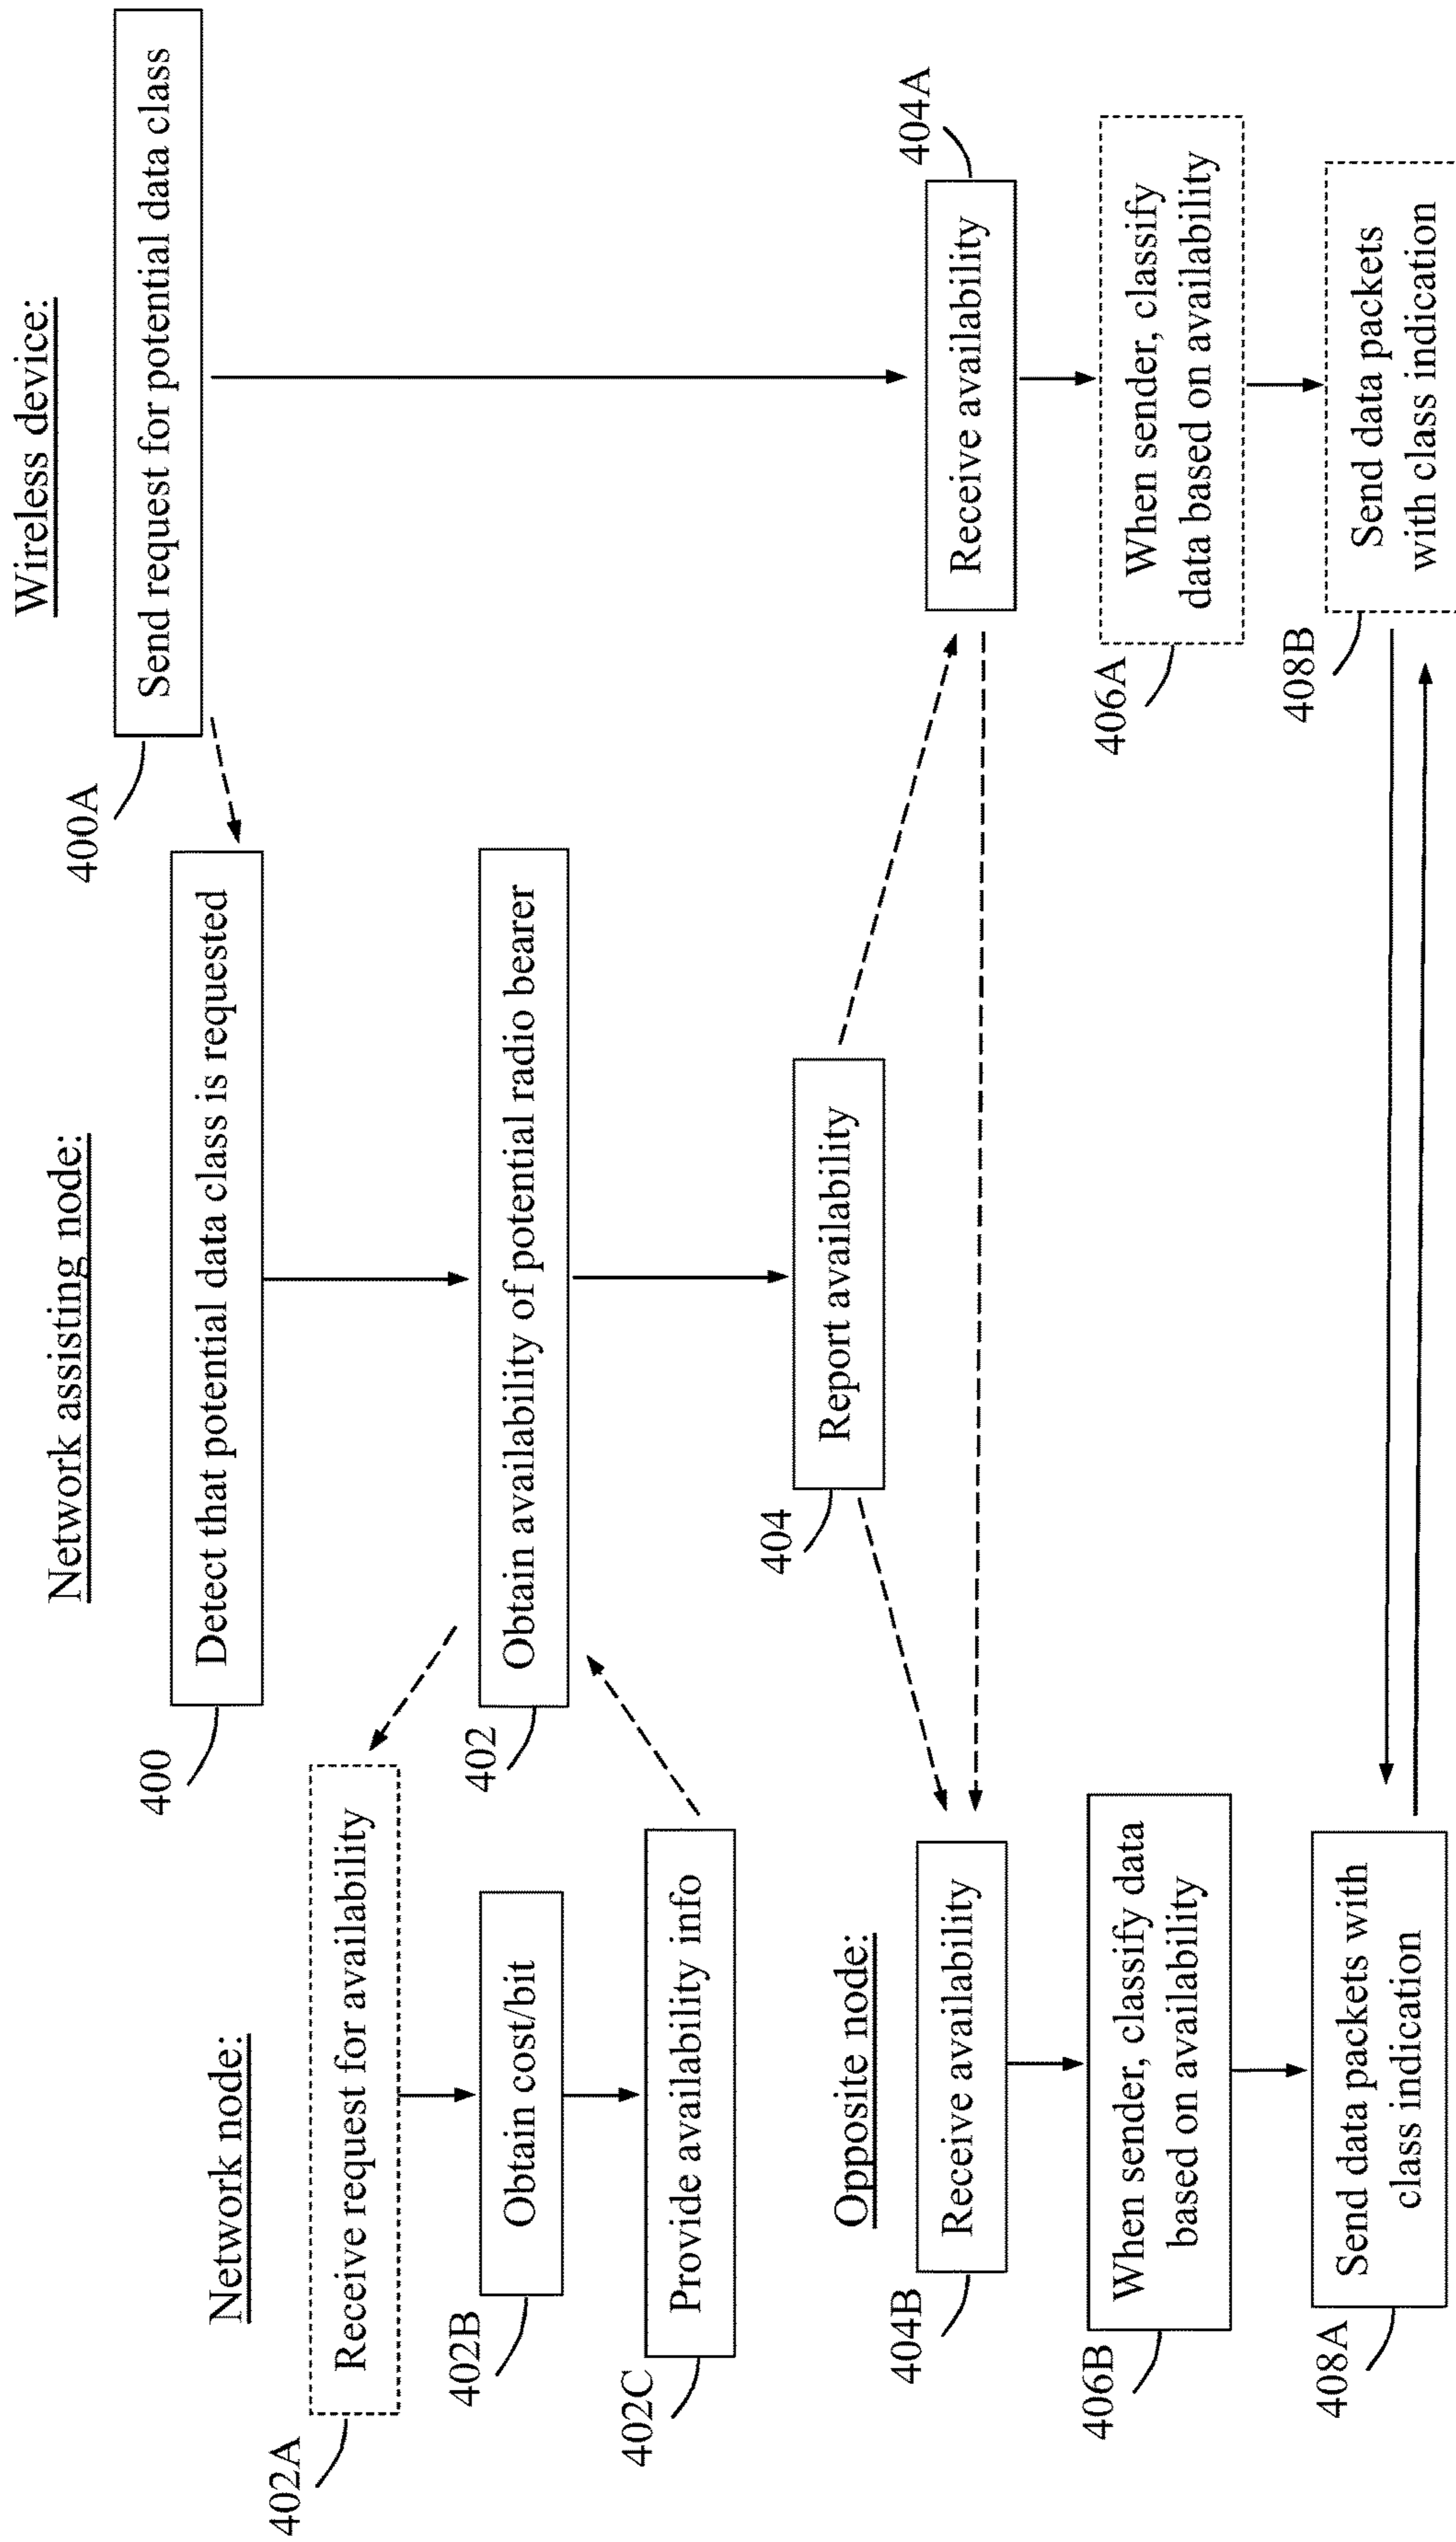 Wireless device:
400A
Send request for potential data class
Network assisting node:
400
Detect that potential data class is requested
Network node:
402A
Receive request for availability
402B
Obtain cost/bit
402C
Provide availability info
402
Obtain availability of potential radio bearer
404
Report availability
404A
Receive availability
406A
When sender, classify
data based on availability
408B
Send data packets
with class indication
Opposite node:
404B
Receive availability
406B
When sender, classify data
based on availability
408A
Send data packets with
class indication